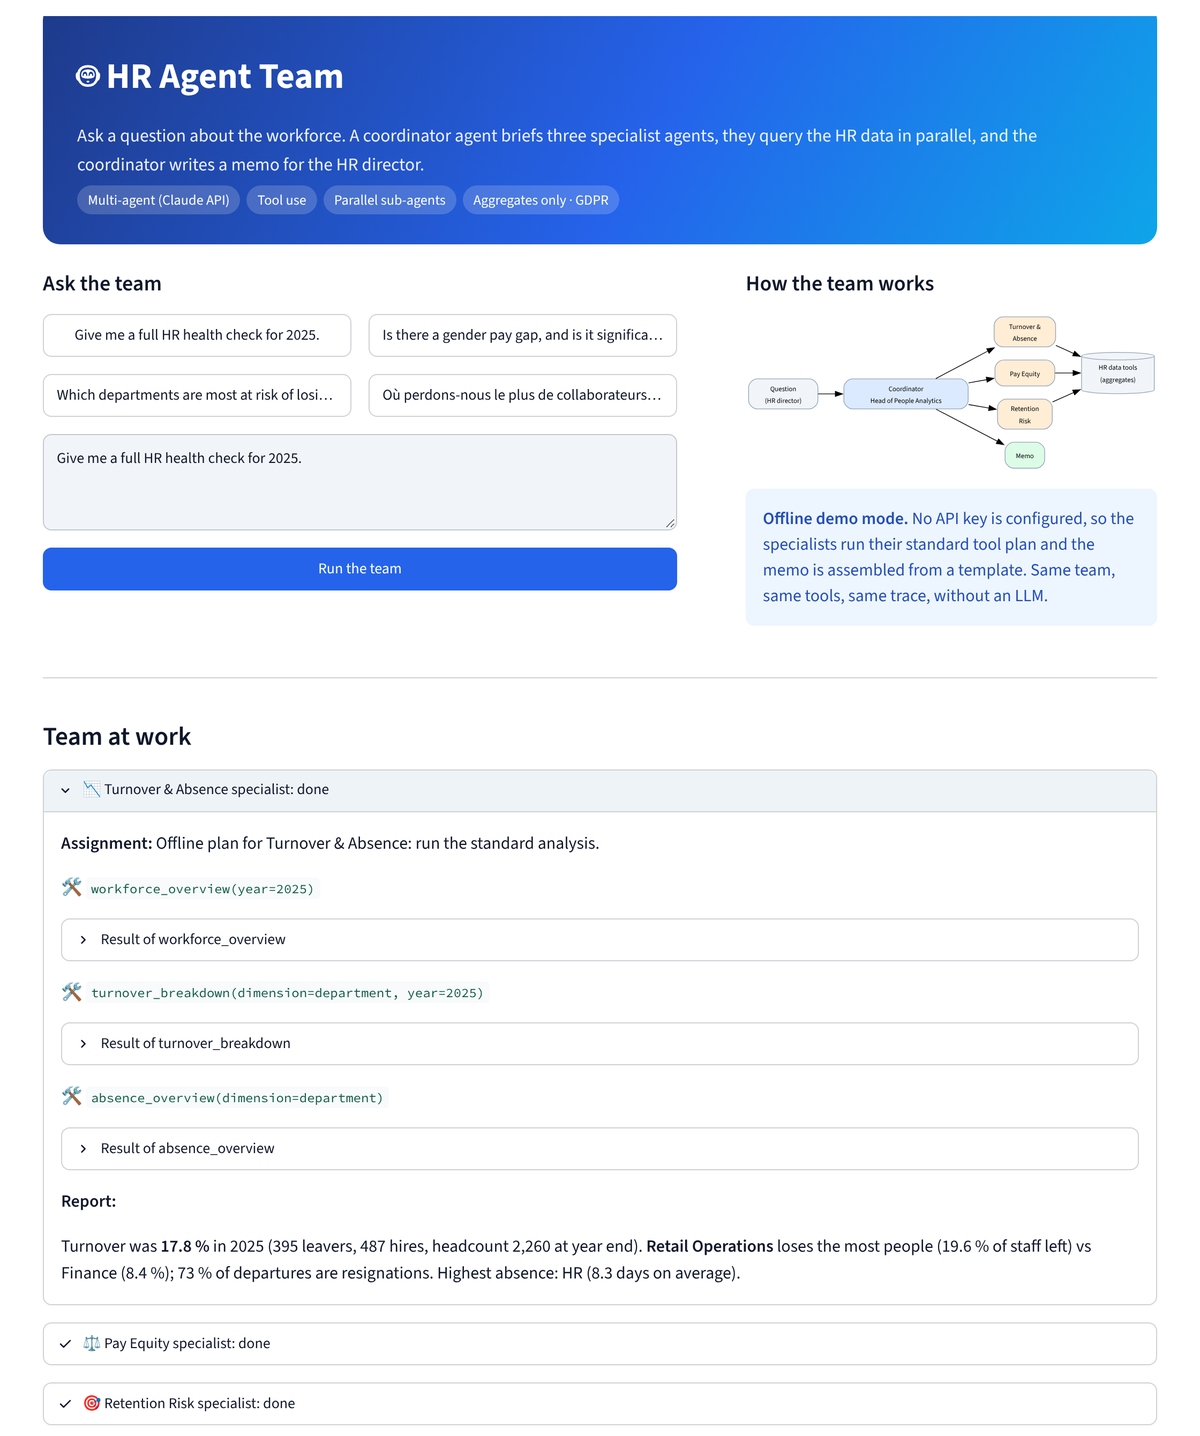 HR Agent Team
Ask a question about the workforce. A coordinator agent briefs three specialist agents, they query the HR data in parallel, and the
coordinator writes a memo for the HR director.
Multi-agent (Claude API)
Tool use
Parallel sub-agents
Aggregates only · GDPR
Ask the team
Give me a full HR health check for 2025.
Is there a gender pay gap, and is it significa…
Which departments are most at risk of losi…
Où perdons-nous le plus de collaborateurs…
Give me a full HR health check for 2025.
Run the team
How the team works
Question
(HR director)
Coordinator
Head of People Analytics
Turnover &
Absence
Pay Equity
Retention
Risk
Memo
HR data tools
(aggregates)
Offline demo mode. No API key is configured, so the
specialists run their standard tool plan and the
memo is assembled from a template. Same team,
same tools, same trace, without an LLM.
Team at work
Turnover & Absence specialist: done
Assignment: Offline plan for Turnover & Absence: run the standard analysis.
workforce_overview(year=2025)
Result of workforce_overview
turnover_breakdown(dimension=department, year=2025)
Result of turnover_breakdown
absence_overview(dimension=department)
Result of absence_overview
Report:
Turnover was 17.8 % in 2025 (395 leavers, 487 hires, headcount 2,260 at year end). Retail Operations loses the most people (19.6 % of staff left) vs
Finance (8.4 %); 73 % of departures are resignations. Highest absence: HR (8.3 days on average).
Pay Equity specialist: done
Retention Risk specialist: done